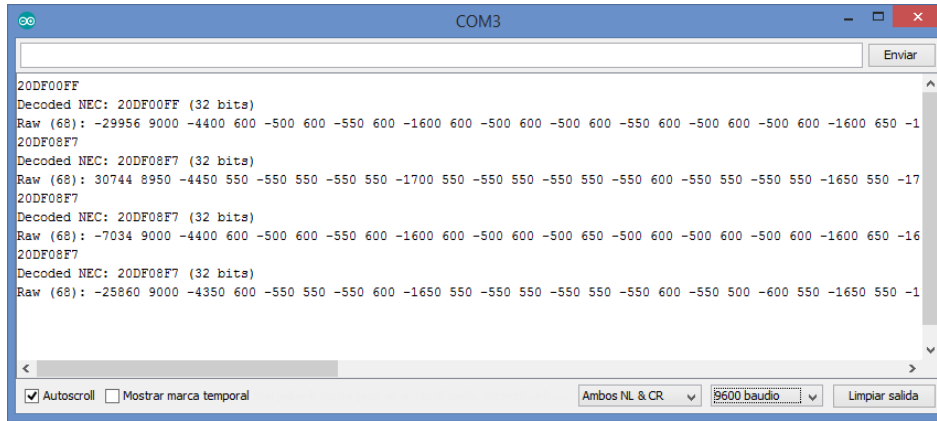 COM3
Enviar
20DF00FF
Decoded NEC: 20DF00FF (32 bits)
Raw (68): -29956 9000 -4400 600 -500 600 -550 600 -1600 600 -500 600 -500 600 -550 600 -500 600 -500 600 -1600 650 -1
20DF08F7
Decoded NEC: 20DF08F7 (32 bits)
Raw (68): 30744 8950 -4450 550 -550 550 -550 550 -1700 550 -550 550 -550 550 -550 600 -550 550 -550 550 -1650 550 -17
20DF08F7
Decoded NEC: 20DF08F7 (32 bits)
Raw (68): -7034 9000 -4400 600 -500 600 -550 600 -1600 600 -500 600 -500 650 -500 600 -500 600 -500 600 -1600 650 -16
20DF08F7
Decoded NEC: 20DF08F7 (32 bits)
Raw (68): -25860 9000 -4350 600 -550 550 -550 600 -1650 550 -550 550 -550 550 -550 600 -550 500 -600 550 -1650 550 -1
Autoscroll Mostrar marca temporal Ambos NL & CR 9600 baudio Limpiar salida